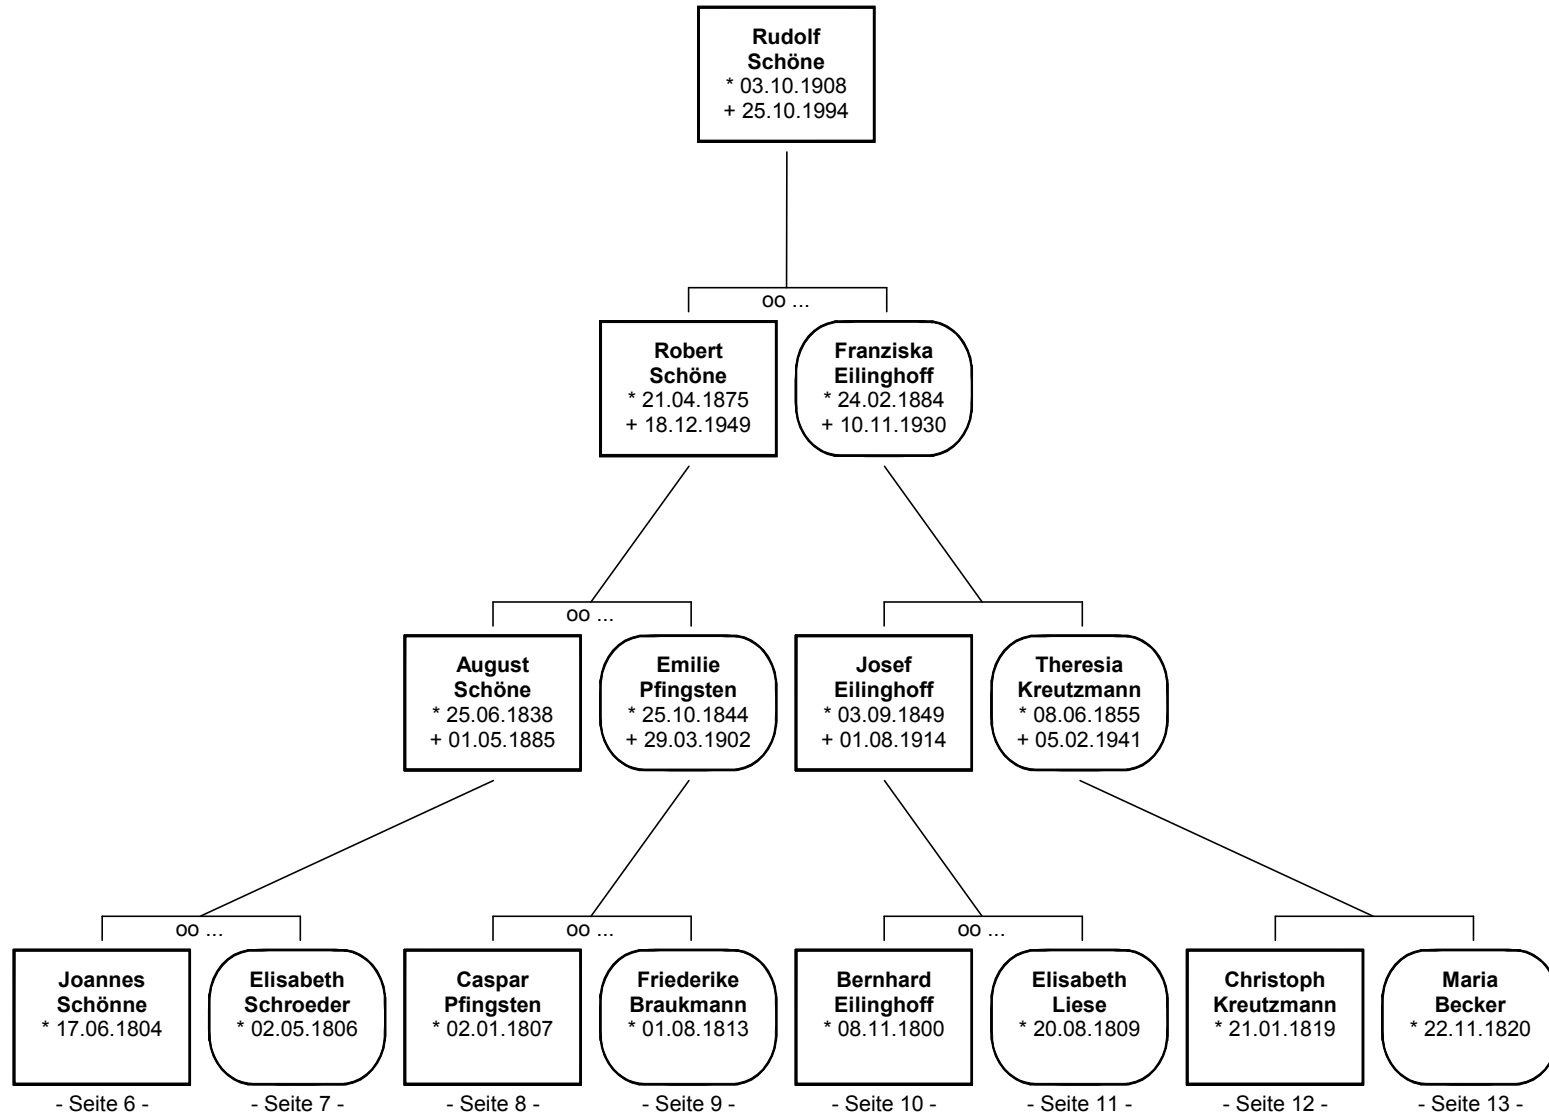 Rudolf
Schöne
* 03.10.1908
+ 25.10.1994
oo ...
Robert
Schöne
* 21.04.1875
+ 18.12.1949
Franziska
Eilinghoff
* 24.02.1884
+ 10.11.1930
oo ...
August
Schöne
* 25.06.1838
+ 01.05.1885
Emilie
Pfingsten
* 25.10.1844
+ 29.03.1902
Josef
Eilinghoff
* 03.09.1849
+ 01.08.1914
Theresia
Kreutzmann
* 08.06.1855
+ 05.02.1941
oo ...
oo ...
oo ...
Joannes
Schönne
* 17.06.1804
Elisabeth
Schroeder
* 02.05.1806
Caspar
Pfingsten
* 02.01.1807
Friederike
Braukmann
* 01.08.1813
Bernhard
Eilinghoff
* 08.11.1800
Elisabeth
Liese
* 20.08.1809
Christoph
Kreutzmann
* 21.01.1819
Maria
Becker
* 22.11.1820
- Seite 6 -
- Seite 7 -
- Seite 8 -
- Seite 9 -
- Seite 10 -
- Seite 11 -
- Seite 12 -
- Seite 13 -